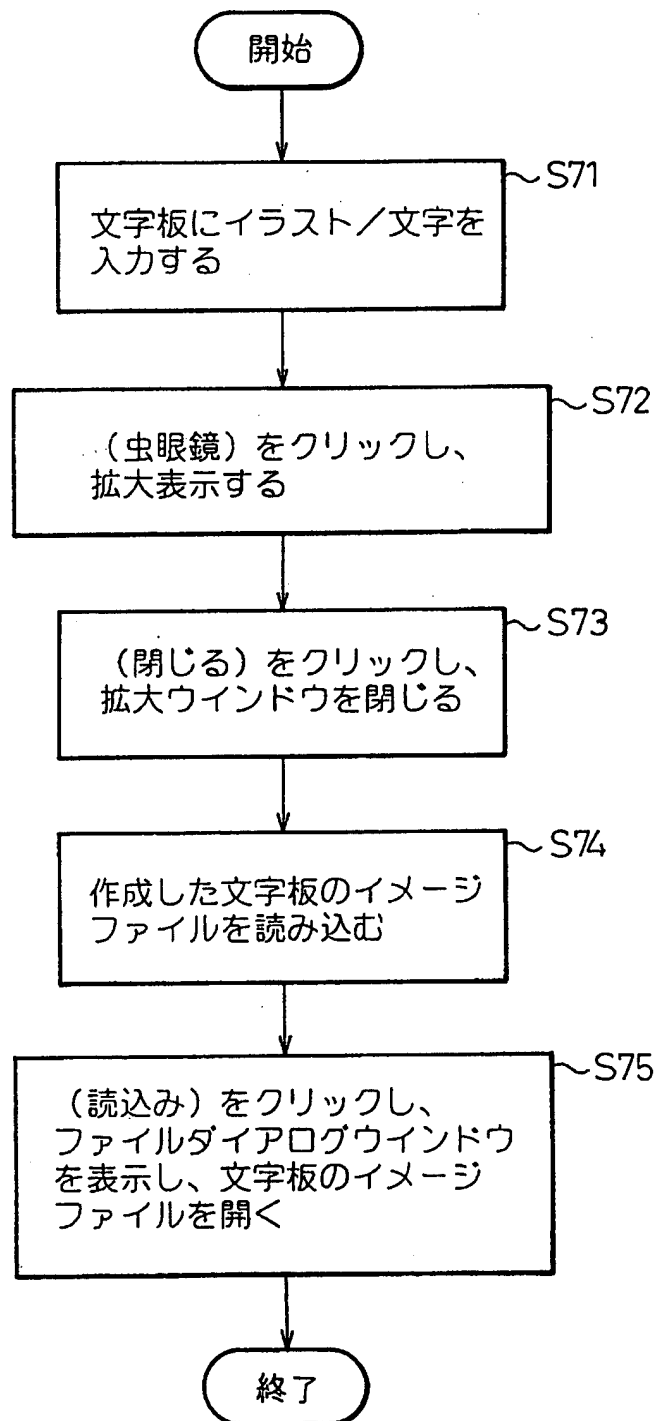 開始
S71
文字板にイラスト／文字を
入力する
S72
（虫眼鏡）をクリックし、
拡大表示する
S73
（閉じる）をクリックし、
拡大ウインドウを閉じる
S74
作成した文字板のイメージ
ファイルを読み込む
S75
（読込み）をクリックし、
ファイルダイアログウインドウ
を表示し、文字板のイメージ
ファイルを開く
終了